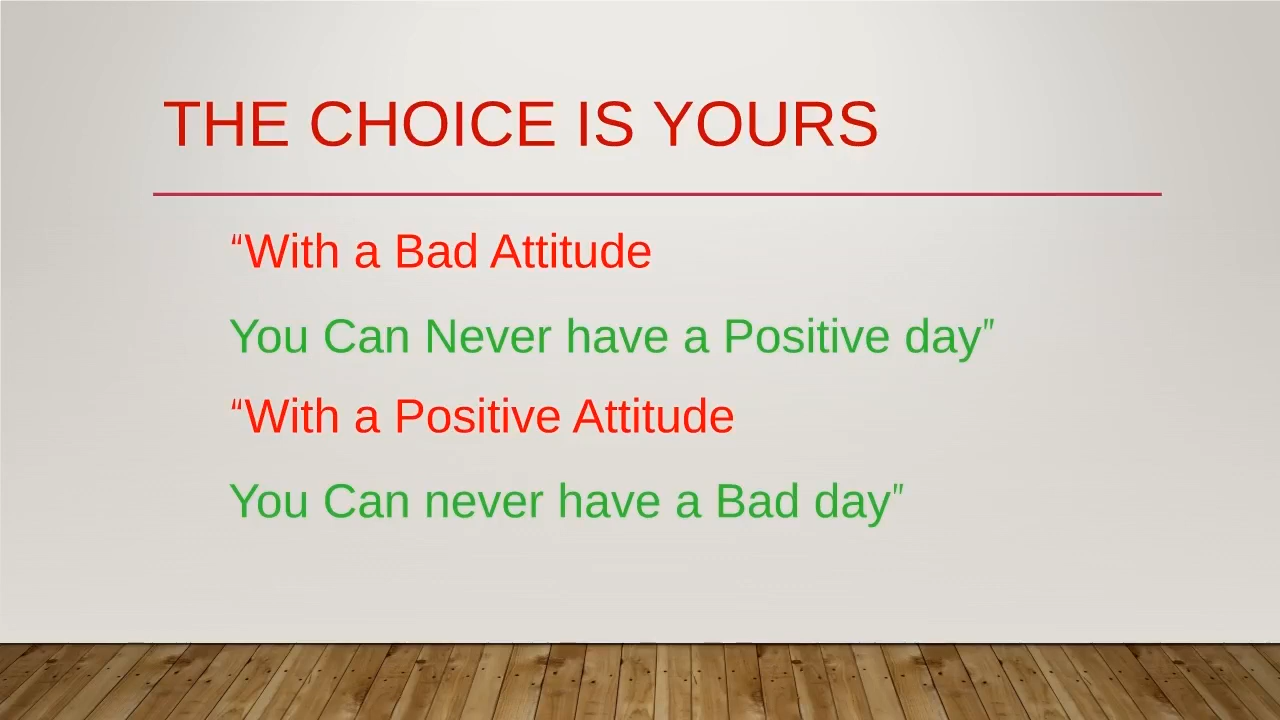 THE CHOICE IS YOURS
“With a Bad Attitude
You Can Never have a Positive day”
“With a Positive Attitude
You Can never have a Bad day”